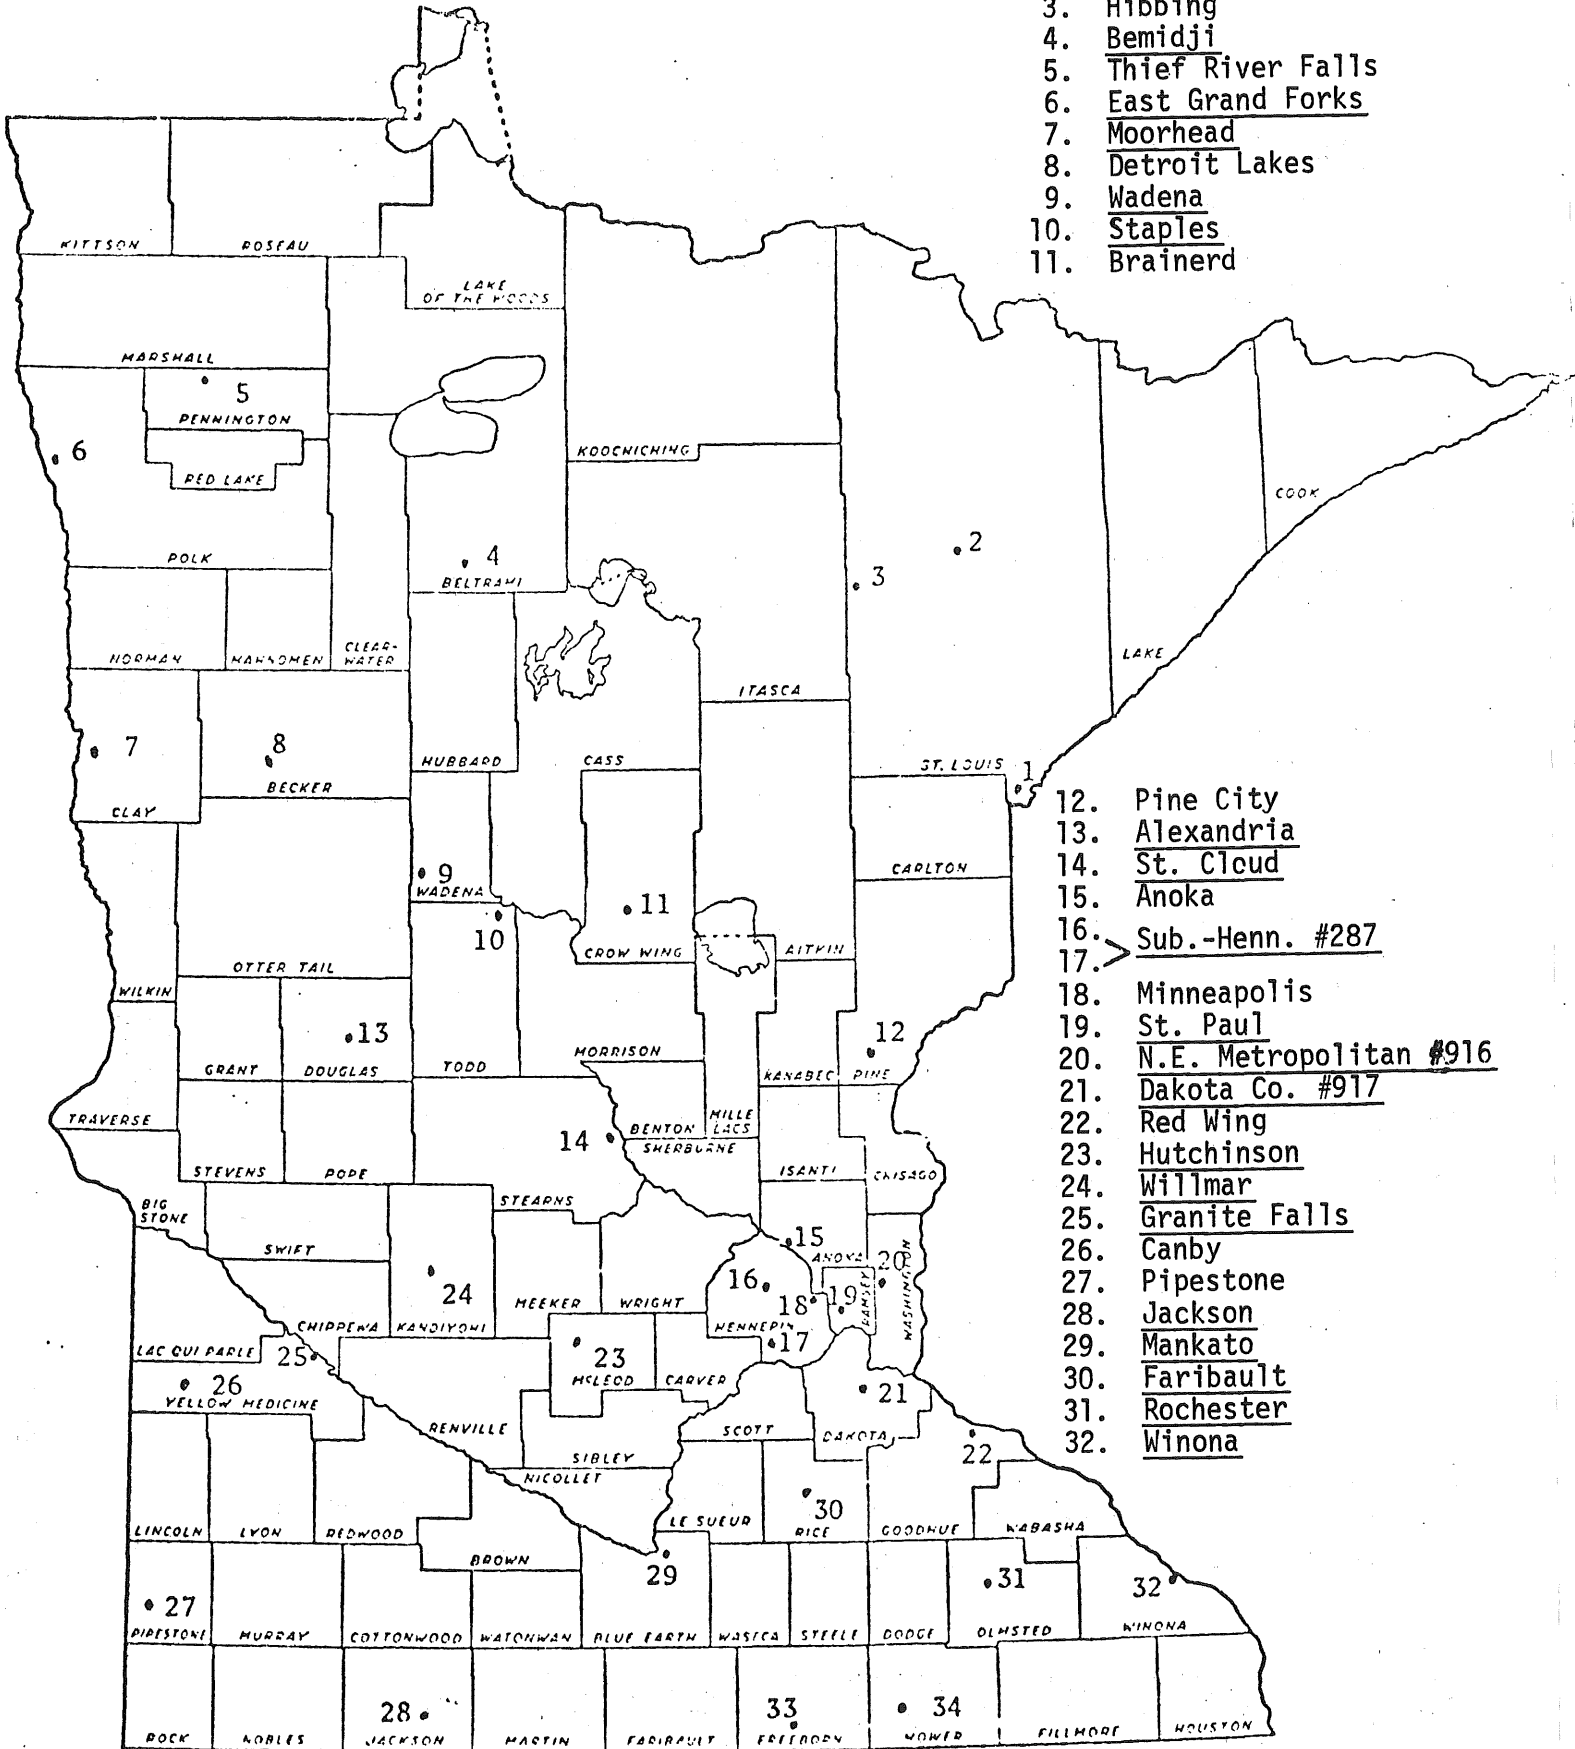 3. Hibbing
4. Bemidji
5. Thief River Falls
6. East Grand Forks
7. Moorhead
8. Detroit Lakes
9. Wadena
10. Staples
11. Brainerd
KITTSON
ROSEAU
LAKE
OF THE WOODS
MARSHALL
5
PENNINGTON
6
RED LAKE
KOOCHICHING
COOK
POLK
4
BELTRAMI
2
3
NORMAN
MAHNOMEN
CLEAR-
WATER
LAKE
ITASCA
7
8
HUBBARD
CASS
ST. LOUIS
1
BECKER
CLAY
9
WADENA
CARLTON
10
11
CROW WING
AITKIN
OTTER TAIL
WILKIN
12. Pine City
13. Alexandria
14. St. Cloud
15. Anoka
16.
17. > Sub.-Henn. #287
18. Minneapolis
19. St. Paul
20. N.E. Metropolitan #916
21. Dakota Co. #917
22. Red Wing
23. Hutchinson
24. Willmar
25. Granite Falls
26. Canby
27. Pipestone
28. Jackson
29. Mankato
30. Faribault
31. Rochester
32. Winona
13
12
GRANT
DOUGLAS
TODD
MORRISON
KANABEC
PINE
TRAVERSE
14
BENTON
MILLE
LACS
SHERBURNE
STEVENS
POPE
ISANTI
CHISAGO
BIG
STONE
STEARNS
SWIFT
15
ANOKA
20
24
16
18
19
RAMSEY
WASHINGTON
MEEKER
WRIGHT
CHIPPEWA
KANDIYOHI
HENNEPIN
17
LAC QUI PARLE
25
23
26
McLEOD
CARVER
21
YELLOW MEDICINE
RENVILLE
SCOTT
DAKOTA
22
SIBLEY
NICOLLET
30
LINCOLN
LYON
REDWOOD
LE SUEUR
RICE
GOODHUE
WABASHA
BROWN
29
31
32
27
PIPESTONE
MURRAY
COTTONWOOD
WATONWAN
BLUE EARTH
WASECA
STEELE
DODGE
OLMSTED
WINONA
28
33
34
ROCK
NOBLES
JACKSON
MARTIN
FARIBAULT
FREEBORN
MOWER
FILLMORE
HOUSTON